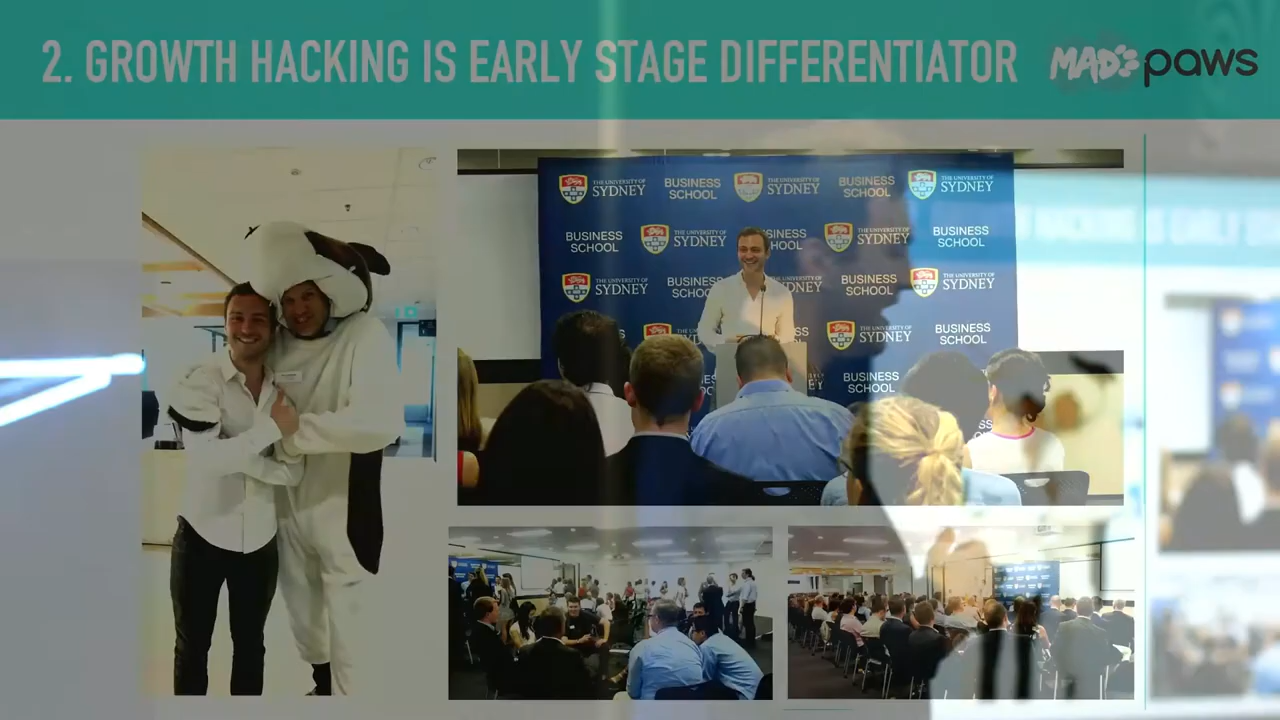 2. GROWTH HACKING IS EARLY STAGE DIFFERENTIATOR
MAD paws
THE UNIVERSITY OF SYDNEY BUSINESS SCHOOL THE UNIVERSITY OF SYDNEY BUSINESS SCHOOL THE UNIVERSITY OF SYDNEY
BUSINESS SCHOOL THE UNIVERSITY OF SYDNEY SCHOOL THE UNIVERSITY OF SYDNEY BUSINESS SCHOOL
THE UNIVERSITY OF SYDNEY BUSINESS SYDNEY BUSINESS SCHOOL THE UNIVERSITY OF SYDNEY
THE UNIVERSITY OF SYDNEY BUSINESS SCHOOL
BUSINESS SCHOOL